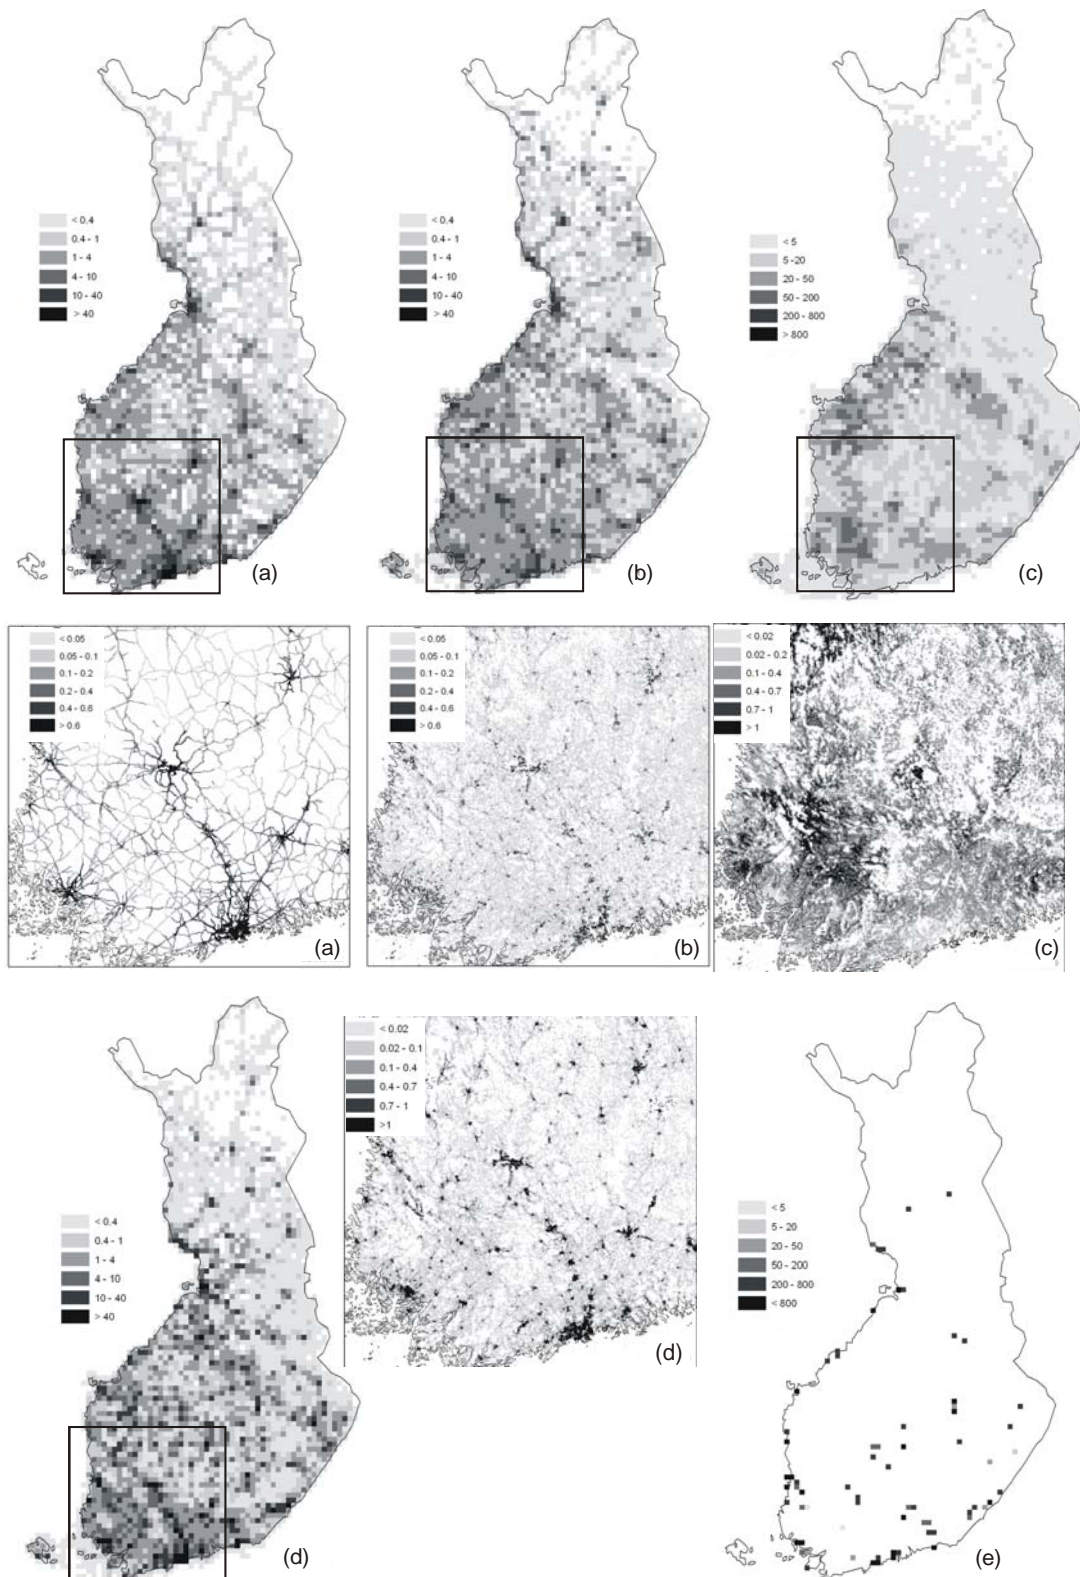 < 0.4
0.4 - 1
1 - 4
4 - 10
10 - 40
> 40
(a)
< 0.4
0.4 - 1
1 - 4
4 - 10
10 - 40
> 40
(b)
< 5
5 - 20
20 - 50
50 - 200
200 - 800
> 800
(c)
< 0.05
0.05 - 0.1
0.1 - 0.2
0.2 - 0.4
0.4 - 0.6
> 0.6
(a)
< 0.05
0.05 - 0.1
0.1 - 0.2
0.2 - 0.4
0.4 - 0.6
> 0.6
(b)
< 0.02
0.02 - 0.2
0.1 - 0.4
0.4 - 0.7
0.7 - 1
> 1
(c)
< 0.4
0.4 - 1
1 - 4
4 - 10
10 - 40
> 40
(d)
< 0.02
0.02 - 0.1
0.1 - 0.4
0.4 - 0.7
0.7 - 1
>1
(d)
< 5
5 - 20
20 - 50
50 - 200
200 - 800
< 800
(e)